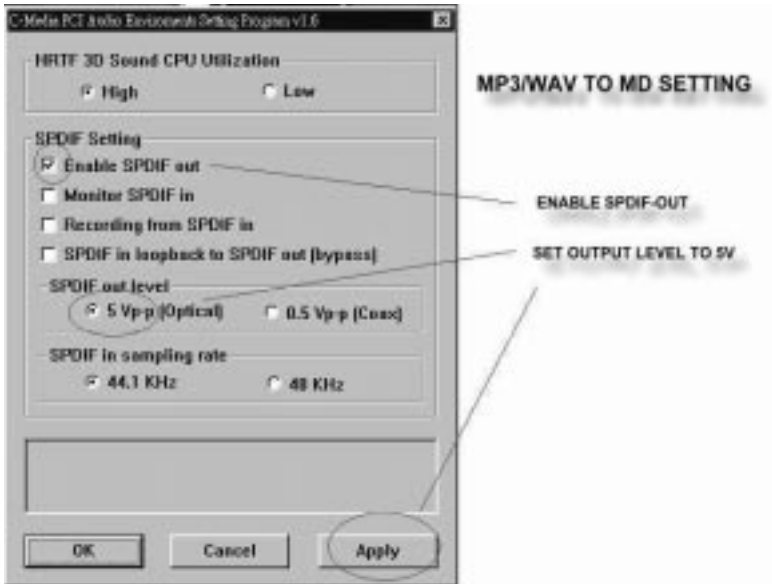 C-Media PCI Audio Environments Setting Program v1.6
HRTF 3D Sound CPU Utilization
High
Low
MP3/WAV TO MD SETTING
SPDIF Setting
Enable SPDIF out
Monitor SPDIF in
Recording from SPDIF in
SPDIF in loopback to SPDIF out (bypass)
ENABLE SPDIF-OUT
SET OUTPUT LEVEL TO 5V
SPDIF out level
5 Vp-p (Optical)
0.5 Vp-p (Coax)
SPDIF in sampling rate
44.1 KHz
48 KHz
OK
Cancel
Apply